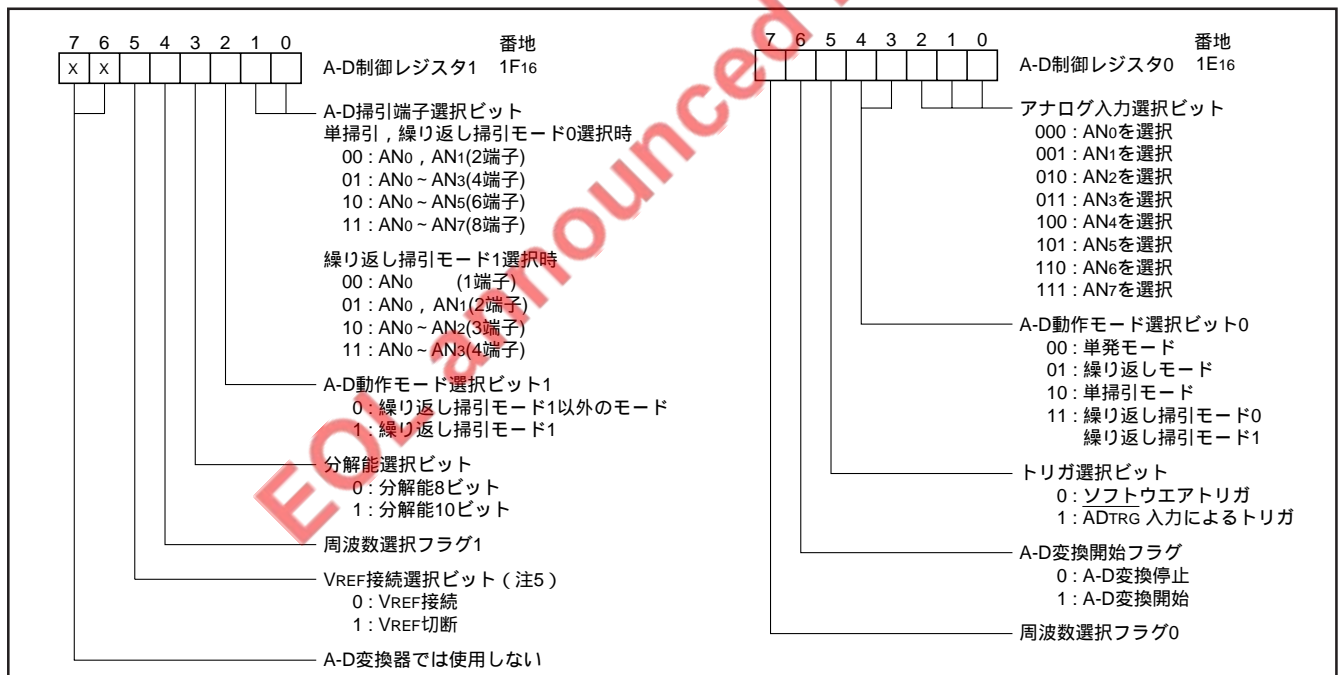 7 6 5 4 3 2 1 0
X X
番地
A-D制御レジスタ1 1F16
A-D掃引端子選択ビット
単掃引，繰り返し掃引モード0選択時
00 : AN0，AN1(2端子)
01 : AN0 ~ AN3(4端子)
10 : AN0 ~ AN5(6端子)
11 : AN0 ~ AN7(8端子)
繰り返し掃引モード1選択時
00 : AN0 (1端子)
01 : AN0，AN1(2端子)
10 : AN0 ~ AN2(3端子)
11 : AN0 ~ AN3(4端子)
A-D動作モード選択ビット1
0 : 繰り返し掃引モード1以外のモード
1 : 繰り返し掃引モード1
分解能選択ビット
0 : 分解能8ビット
1 : 分解能10ビット
周波数選択フラグ1
VREF接続選択ビット（注5）
0 : VREF接続
1 : VREF切断
A-D変換器では使用しない
7 6 5 4 3 2 1 0
番地
A-D制御レジスタ0 1E16
アナログ入力選択ビット
000 : AN0を選択
001 : AN1を選択
010 : AN2を選択
011 : AN3を選択
100 : AN4を選択
101 : AN5を選択
110 : AN6を選択
111 : AN7を選択
A-D動作モード選択ビット0
00 : 単発モード
01 : 繰り返しモード
10 : 単掃引モード
11 : 繰り返し掃引モード0
繰り返し掃引モード1
トリガ選択ビット
0 : ソフトウエアトリガ
1 : ADTRG 入力によるトリガ
A-D変換開始フラグ
0 : A-D変換停止
1 : A-D変換開始
周波数選択フラグ0
EOL announced